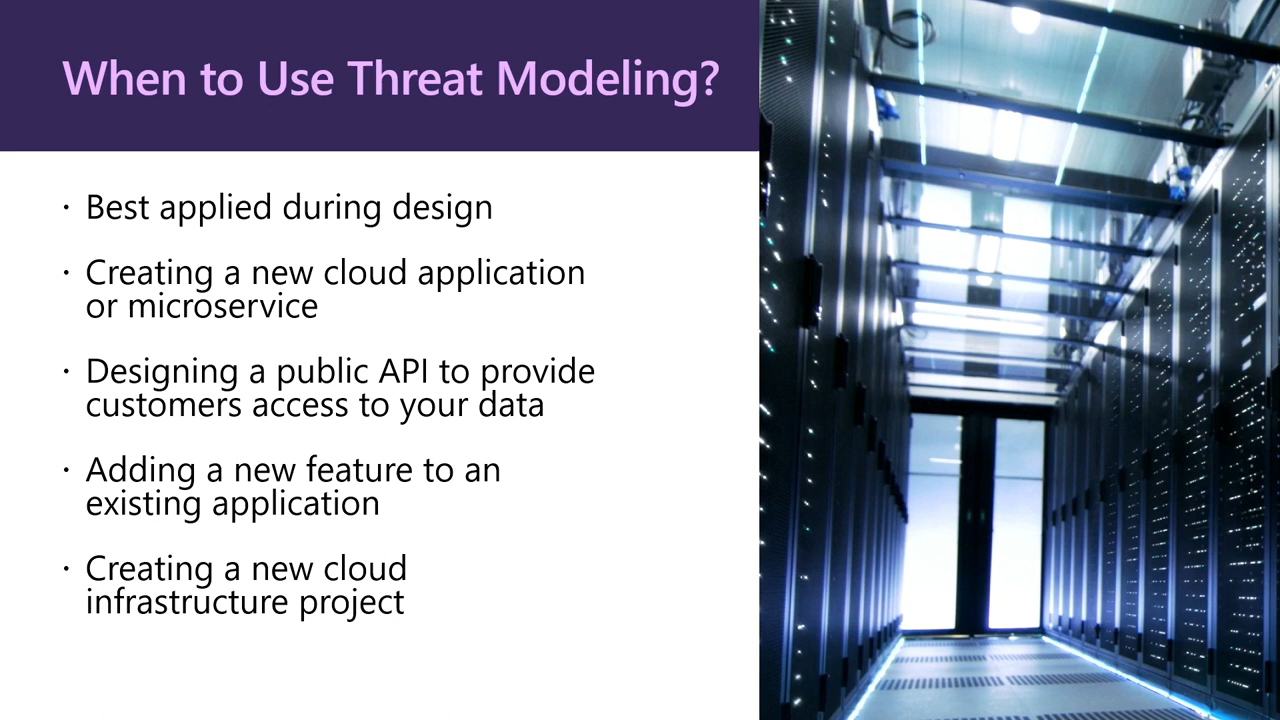 When to Use Threat Modeling?
· Best applied during design
· Creating a new cloud application
or microservice
· Designing a public API to provide
customers access to your data
· Adding a new feature to an
existing application
· Creating a new cloud
infrastructure project